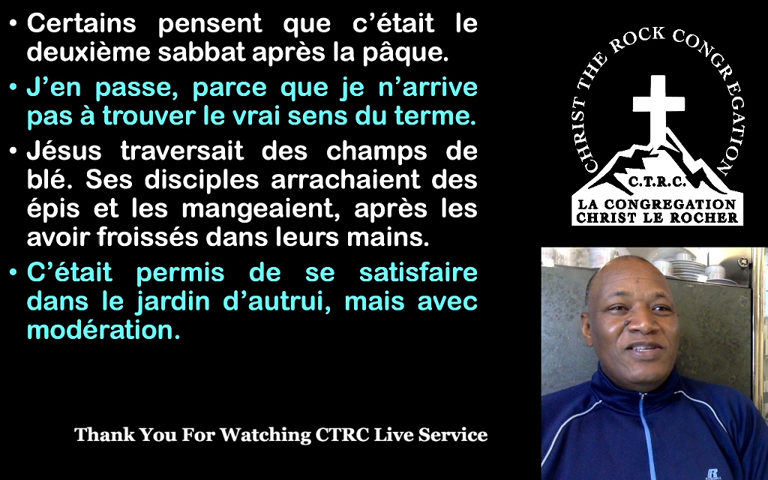 • Certains pensent que c’était le
deuxième sabbat après la pâque.
• J’en passe, parce que je n’arrive
pas à trouver le vrai sens du terme.
• Jésus traversait des champs de
blé. Ses disciples arrachaient des
épis et les mangeaient, après les
avoir froissés dans leurs mains.
• C’était permis de se satisfaire
dans le jardin d’autrui, mais avec
modération.
Thank You For Watching CTRC Live Service
CHRIST THE ROCK CONGREGATION
C.T.R.C.
LA CONGREGATION
CHRIST LE ROCHER
R